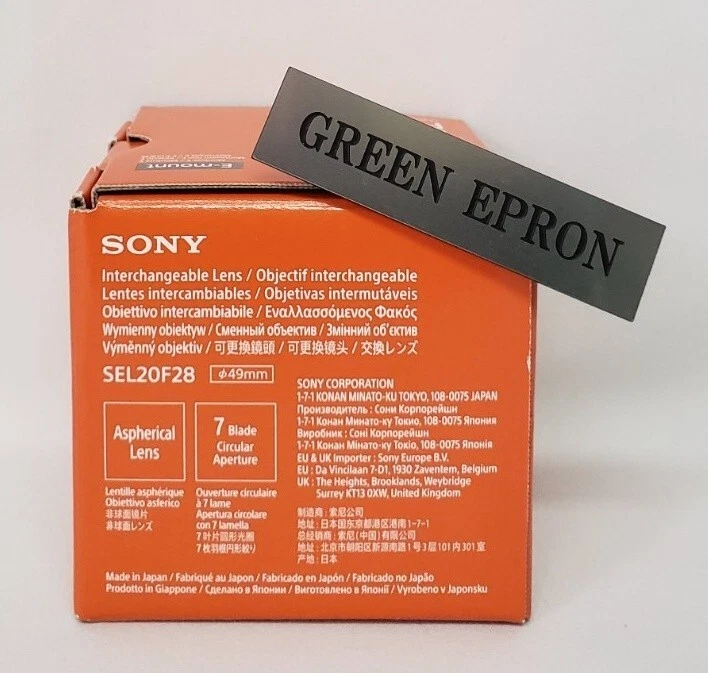 GREEN EPRON
E-mount
SONY
Interchangeable Lens / Objectif interchangeable
Lentes intercambiables / Objetivas intermutáveis
Obiettivo intercambiabile / Εναλλασσόμενος Φακός
Wymienny obiektyw / Сменный объектив / Змінний об'єктив
Výměnný objektiv / 可更換鏡頭 / 可更换镜头 / 交換レンズ
SEL20F28 ϕ49mm
Aspherical
Lens
7 Blade
Circular
Aperture
Lentille asphérique
Obiettivo asferico
非球面镜片
非球面レンズ
Ouverture circulaire
à 7 lame
Apertura circolare
con 7 lamella
7 叶片圆形光圈
7 枚羽根円形絞り
SONY CORPORATION
1-7-1 KONAN MINATO-KU TOKYO, 108-0075 JAPAN
Производитель : Сони Корпорейшн
1-7-1 Конан Минато-ку Токио, 108-0075 Япония
Виробник : Соні Корпорейшн
1-7-1 Конан Мінато-ку Токіо, 108-0075 Японія
EU & UK Importer : Sony Europe B.V.
EU : Da Vincilaan 7-D1, 1930 Zaventem, Belgium
UK : The Heights, Brooklands, Weybridge
Surrey KT13 0XW, United Kingdom
制造商 : 索尼公司
地址 : 日本国东京都港区港南1-7-1
总经销商 : 索尼(中国)有限公司
地址 : 北京市朝阳区新源南路1号3层101内301室
产地 : 日本
Made in Japan / Fabriqué au Japon / Fabricado en Japón / Fabricado no Japão
Prodotto in Giappone / Сделано в Японии / Виготовлено в Японії / Vyrobeno v Japonsku